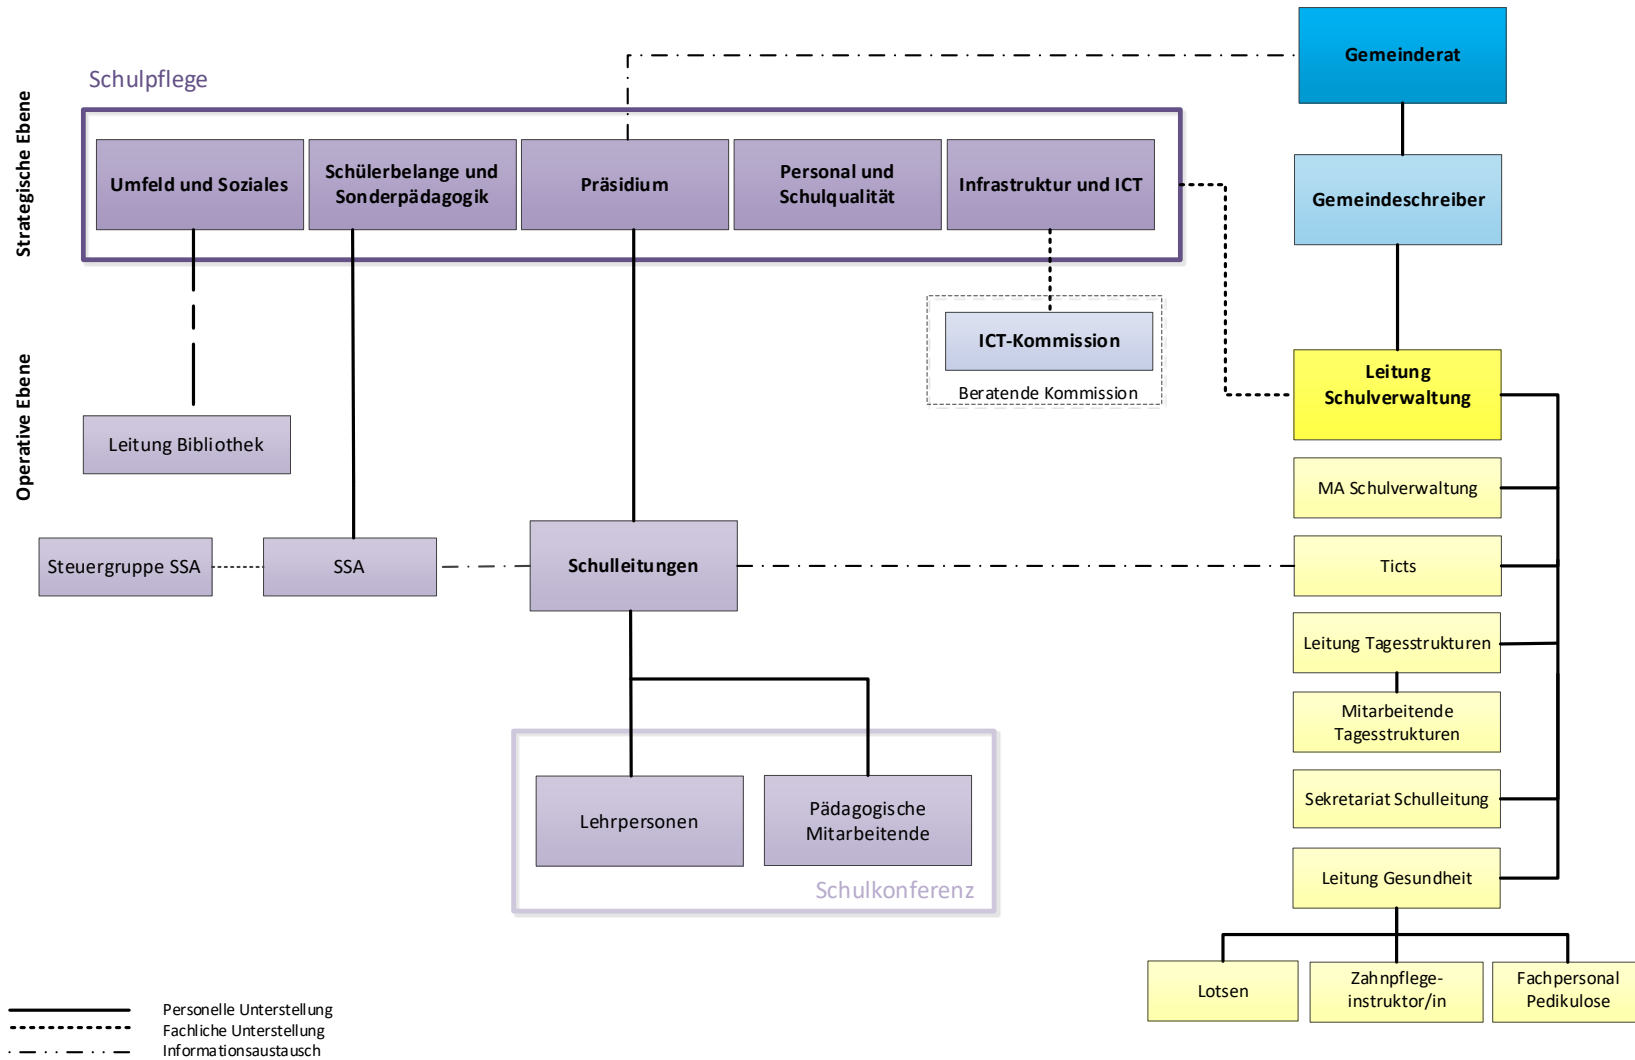 Gemeinderat
Schulpflege
Strategische Ebene
Umfeld und Soziales
Schülerbelange und
Sonderpädagogik
Präsidium
Personal und
Schulqualität
Infrastruktur und ICT
Gemeindeschreiber
Operative Ebene
ICT-Kommission
Beratende Kommission
Leitung
Schulverwaltung
Leitung Bibliothek
MA Schulverwaltung
Steuergruppe SSA
SSA
Schulleitungen
Ticts
Leitung Tagesstrukturen
Mitarbeitende
Tagesstrukturen
Lehrpersonen
Pädagogische
Mitarbeitende
Schulkonferenz
Sekretariat Schulleitung
Leitung Gesundheit
Lotsen
Zahnpflege-
instruktor/in
Fachpersonal
Pedikulose
Personelle Unterstellung
Fachliche Unterstellung
Informationsaustausch